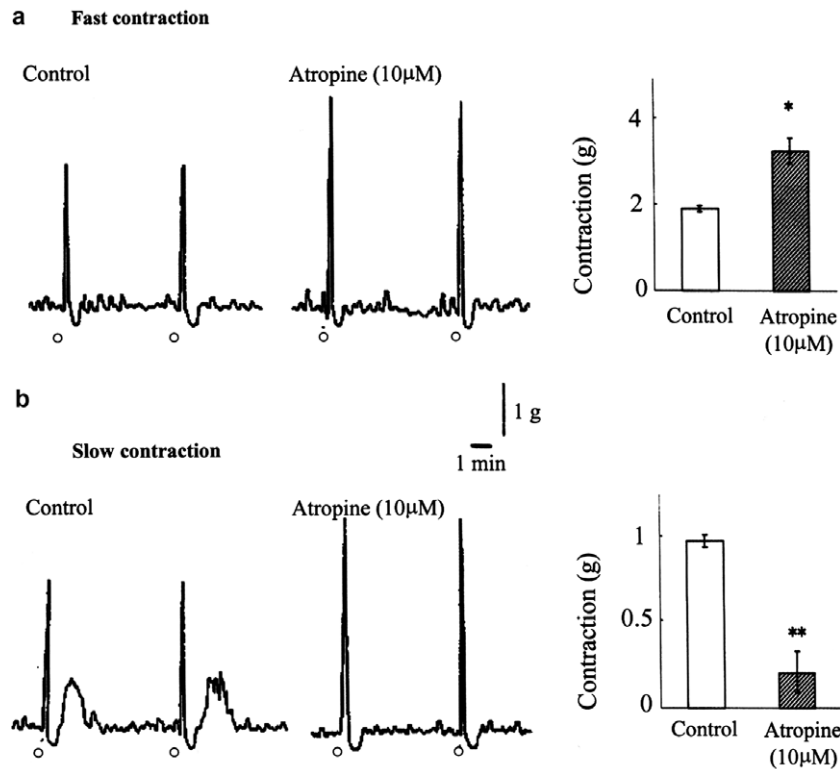 a Fast contraction
Control
Atropine (10µM)
Contraction (g)
4
2
0
*
Control
Atropine
(10µM)
b
1 g
1 min
Slow contraction
Control
Atropine (10µM)
Contraction (g)
1
0.5
0
**
Control
Atropine
(10µM)